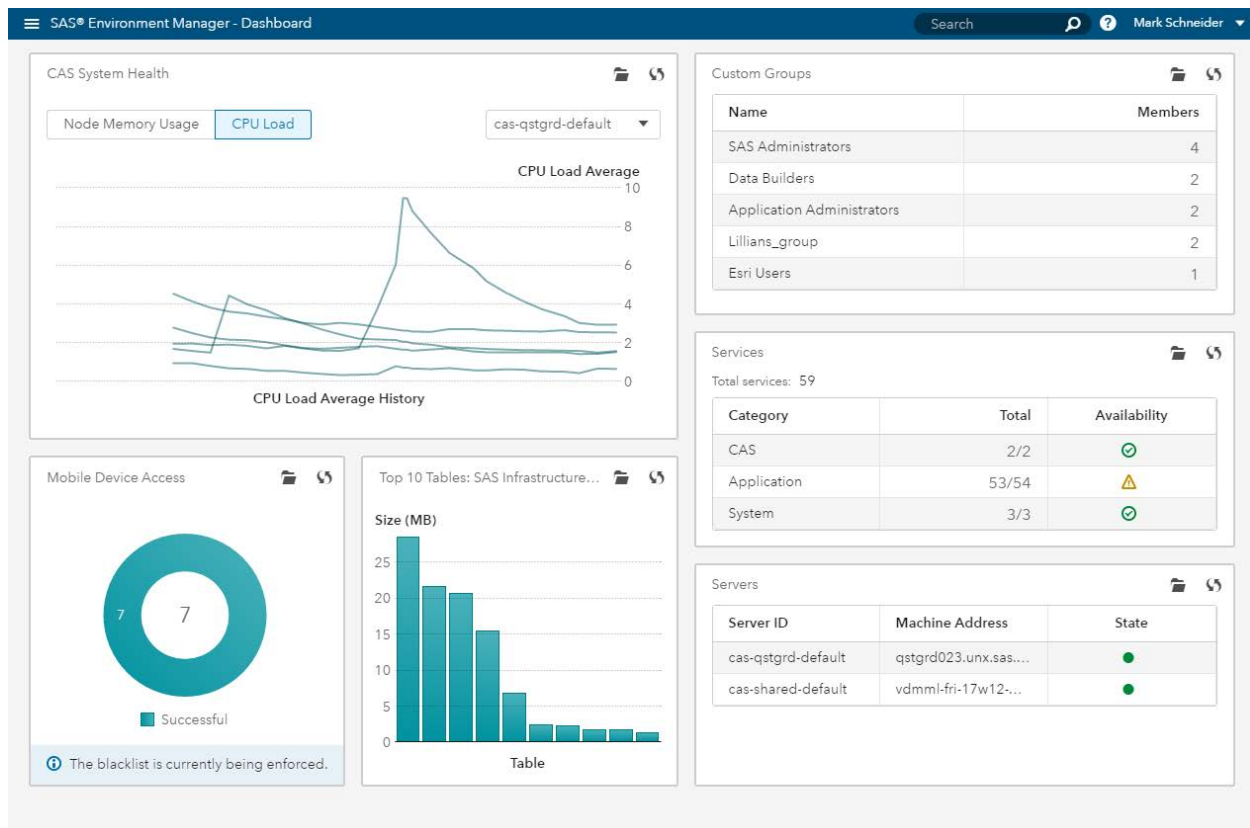 SAS® Environment Manager - Dashboard
Search
?
Mark Schneider
CAS System Health
Node Memory Usage
CPU Load
cas-qstgrd-default
CPU Load Average
10
8
6
4
2
0
CPU Load Average History
Mobile Device Access
7
7
Successful
The blacklist is currently being enforced.
Top 10 Tables: SAS Infrastructure...
Size (MB)
25
20
15
10
5
0
Table
Custom Groups
Name Members
SAS Administrators 4
Data Builders 2
Application Administrators 2
Lillians_group 2
Esri Users 1
Services
Total services: 59
Category Total Availability
CAS 2/2
Application 53/54
System 3/3
Servers
Server ID Machine Address State
cas-qstgrd-default qstgrd023.unx.sas....
cas-shared-default vdmml-fri-17w12-...